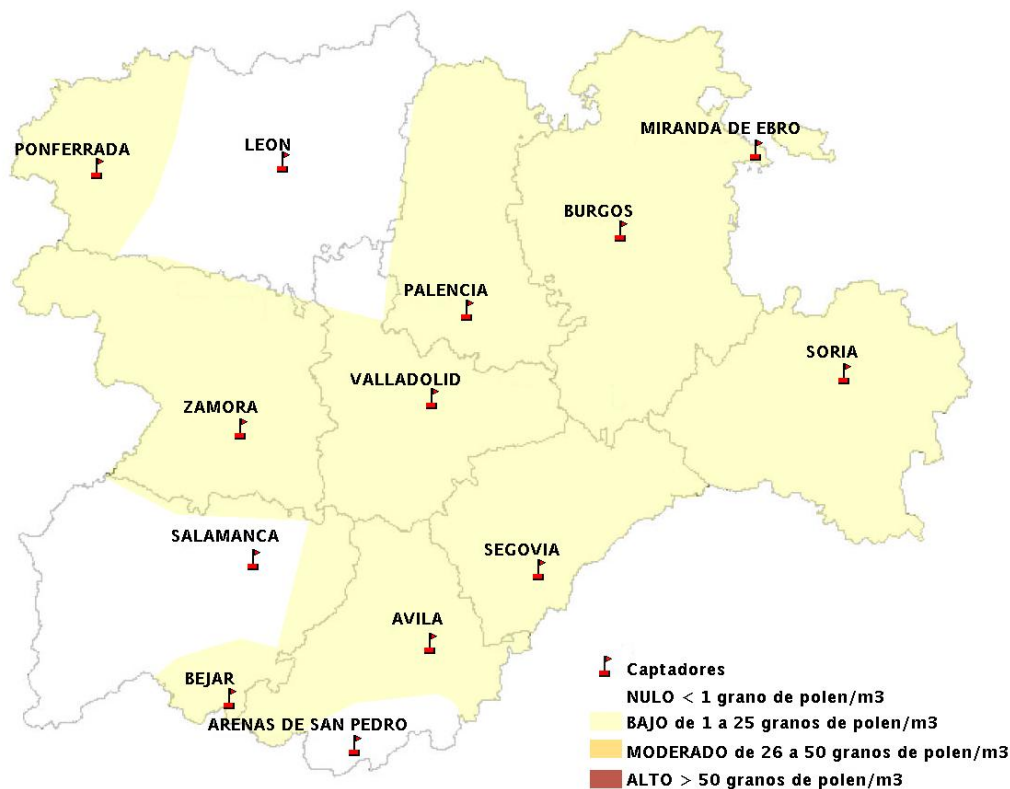 MIRANDA DE EBRO
PONFERRADA
LEON
BURGOS
PALENCIA
SORIA
VALLADOLID
ZAMORA
SALAMANCA
SEGOVIA
AVILA
BEJAR
ARENAS DE SAN PEDRO
Captadores
NULO < 1 grano de polen/m3
BAJO de 1 a 25 granos de polen/m3
MODERADO de 26 a 50 granos de polen/m3
ALTO > 50 granos de polen/m3